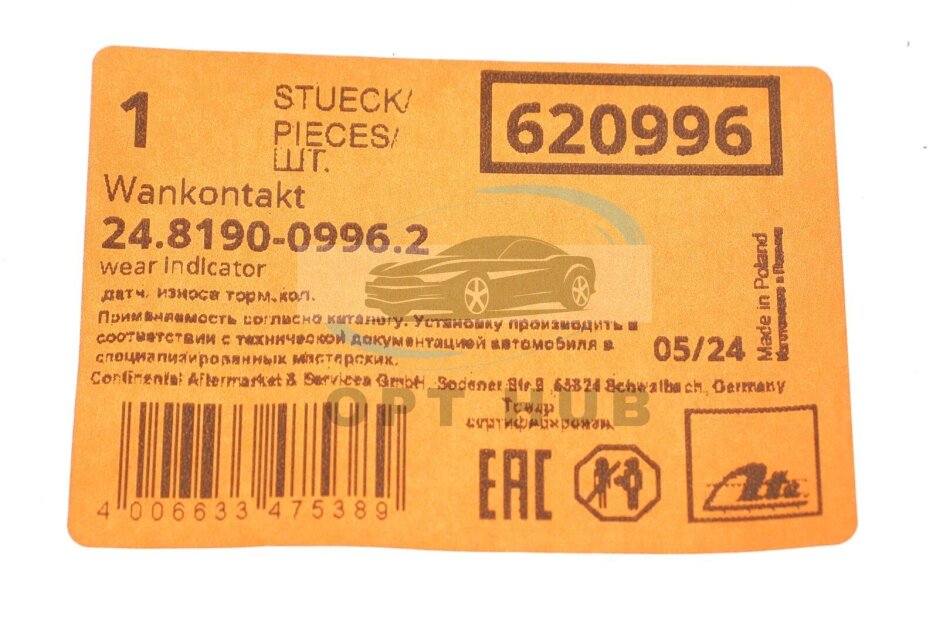 1
STUECK/
PIECES/
ШТ.
620996
Wankontakt
24.8190-0996.2
wear indicator
датч. износа торм.кол.
Применяемость согласно каталогу. Установку производить в
соответствии с технической документацией автомобиля в
специализированных мастерских.
05/24
Made in Poland
Изготовлено в Польше
Continental Aftermarket & Services GmbH, Sodener Str.9, 65824 Schwalbach, Germany
Товар
сертифицирован
OPT HUB
4 006633 475389
EAC
Ate